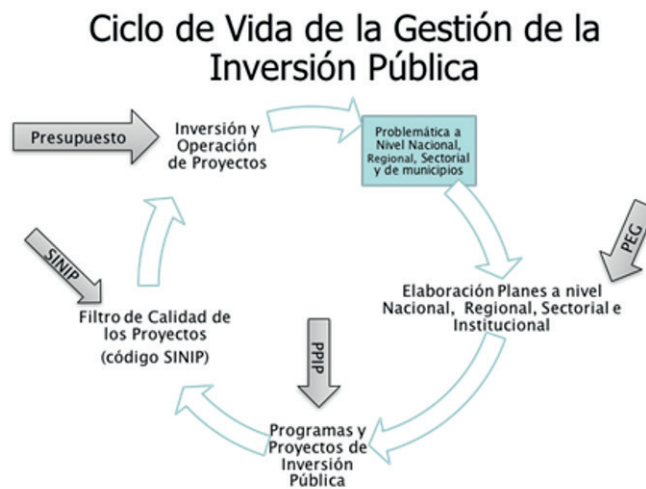 Ciclo de Vida de la Gestión de la
Inversión Pública
Presupuesto
Inversión y
Operación
de Proyectos
Problemática a
Nivel Nacional,
Regional, Sectorial
y de municipios
PEG
Elaboración Planes a nivel
Nacional, Regional, Sectorial e
Institucional
PPIP
Programas y
Proyectos de
Inversión
Pública
SINIP
Filtro de Calidad de
los Proyectos
(código SINIP)